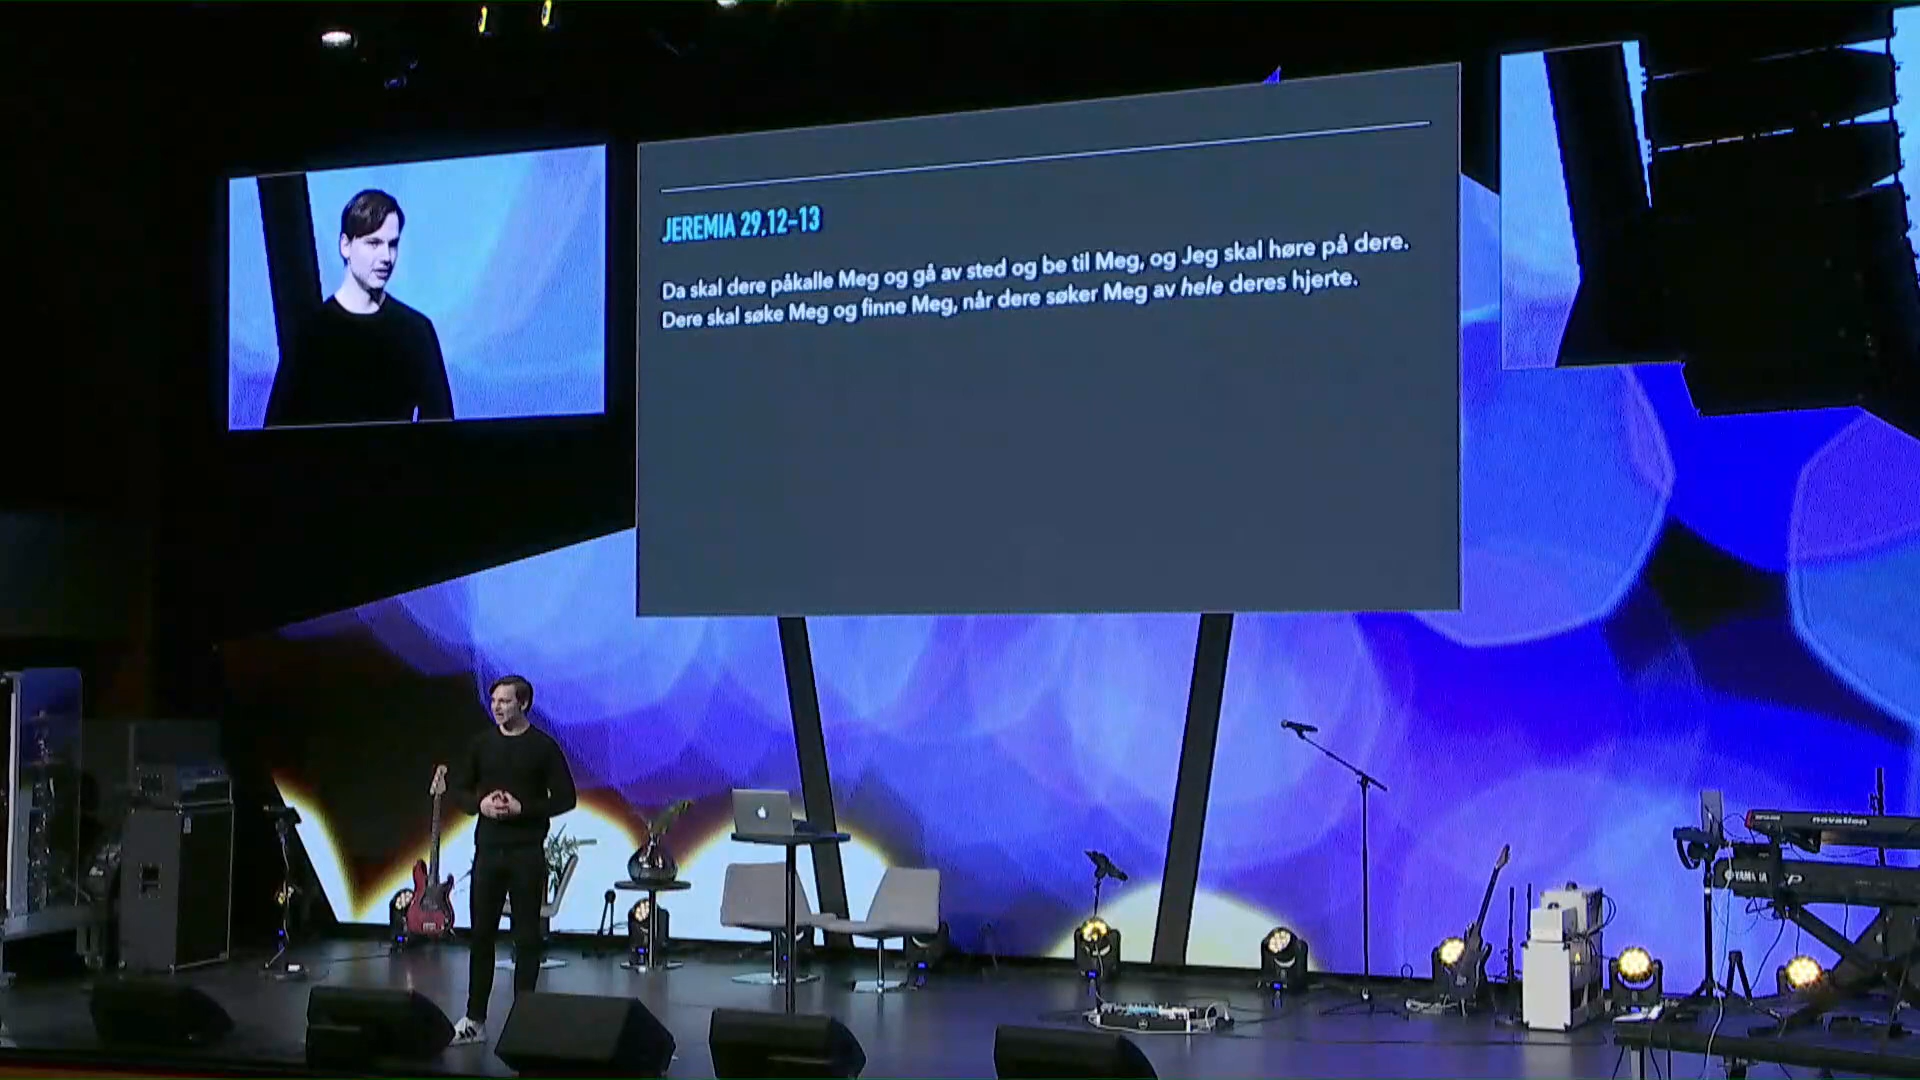 JEREMIA 29,12-13
Da skal dere påkalle Meg og gå av sted og be til Meg, og Jeg skal høre på dere.
Dere skal søke Meg og finne Meg, når dere søker Meg av hele deres hjerte.
novation
YAMAHA